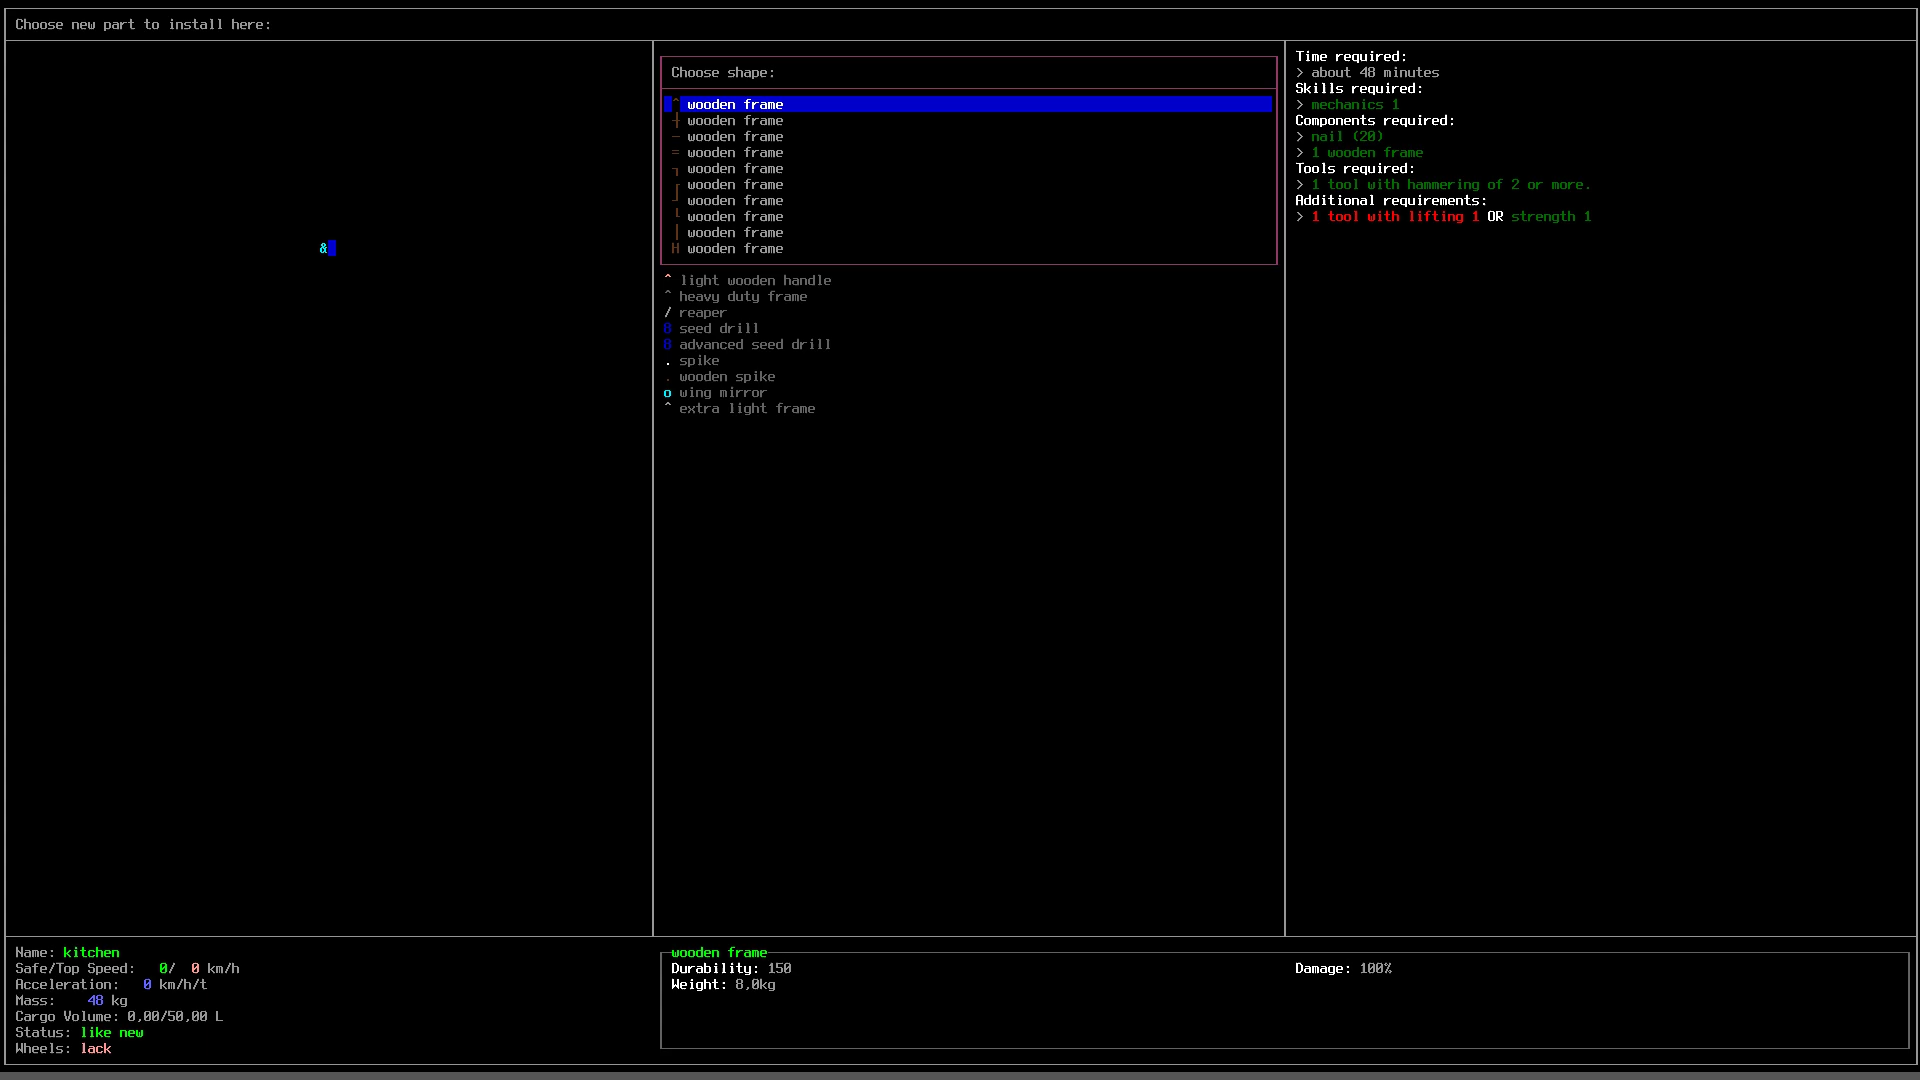 Choose new part to install here:
&
Choose shape:
^ wooden frame
┼ wooden frame
─ wooden frame
= wooden frame
┐ wooden frame
┌ wooden frame
┘ wooden frame
└ wooden frame
│ wooden frame
H wooden frame
^ light wooden handle
^ heavy duty frame
/ reaper
0 seed drill
0 advanced seed drill
. spike
. wooden spike
o wing mirror
^ extra light frame
Time required:
> about 48 minutes
Skills required:
> mechanics 1
Components required:
> nail (20)
> 1 wooden frame
Tools required:
> 1 tool with hammering of 2 or more.
Additional requirements:
> 1 tool with lifting 1 OR strength 1
Name: kitchen
Safe/Top Speed: 0/ 0 km/h
Acceleration: 0 km/h/t
Mass: 48 kg
Cargo Volume: 0,00/50,00 L
Status: like new
Wheels: lack
wooden frame
Durability: 150
Weight: 8,0kg
Damage: 100%